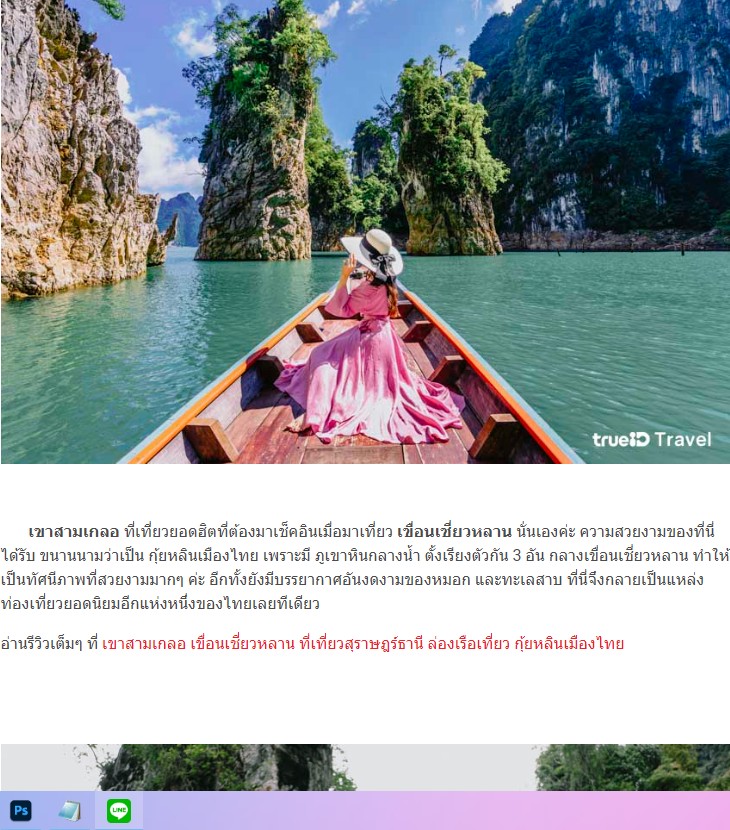 trueID Travel
เขาสามเกลอ ที่เที่ยวยอดฮิตที่ต้องมาเช็คอินเมื่อมาเที่ยว เขื่อนเชี่ยวหลาน นั่นเองค่ะ ความสวยงามของที่นี่
ได้รับ ขนานนามว่าเป็น กุ้ยหลินเมืองไทย เพราะมี ภูเขาหินกลางน้ำ ตั้งเรียงตัวกัน 3 อัน กลางเขื่อนเชี่ยวหลาน ทำให้
เป็นทัศนีภาพที่สวยงามมากๆ ค่ะ อีกทั้งยังมีบรรยากาศอันงดงามของหมอก และทะเลสาบ ที่นี่จึงกลายเป็นแหล่ง
ท่องเที่ยวยอดนิยมอีกแห่งหนึ่งของไทยเลยทีเดียว
อ่านรีวิวเต็มๆ ที่ เขาสามเกลอ เขื่อนเชี่ยวหลาน ที่เที่ยวสุราษฎร์ธานี ล่องเรือเที่ยว กุ้ยหลินเมืองไทย
Ps
LINE